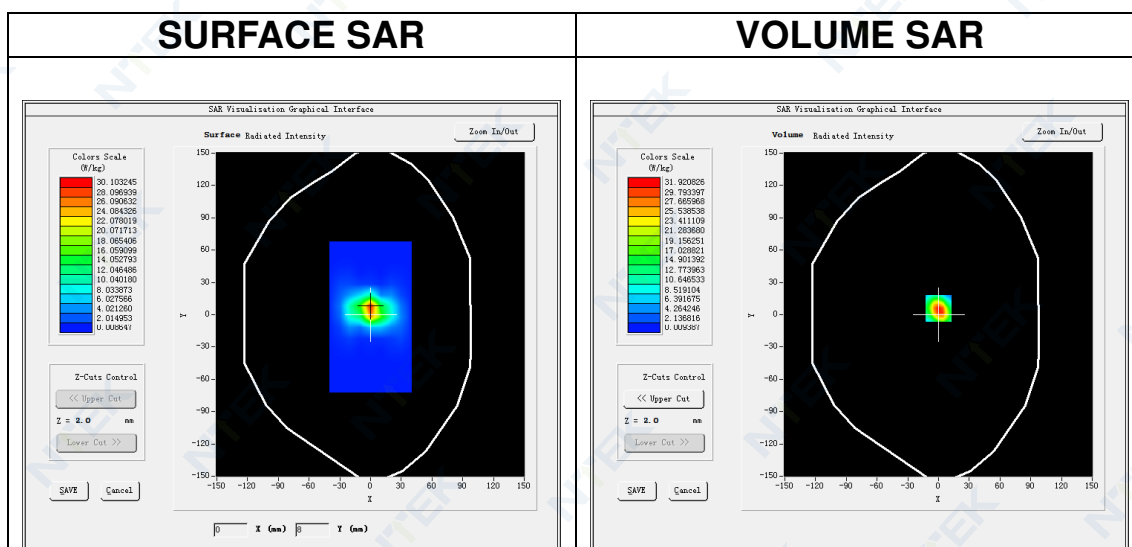 SURFACE SAR
VOLUME SAR
SAR Visualisation Graphical Interface
Surface Radiated Intensity
Zoom In/Out
Colors Scale
(W/kg)
30.103245
28.096939
26.090632
24.084326
22.078019
20.071713
18.065406
16.059099
14.052793
12.046486
10.040180
8.033873
6.027566
4.021260
2.014953
0.008647
Z-Cuts Control
<< Upper Cut
Z = 2.0 mm
Lower Cut >>
SAVE
Cancel
150
120
90
60
30
0
-30
-60
-90
-120
-150
Y
-150 -120 -90 -60 -30 0 30 60 90 120 150
X
0 X (mm) 8 Y (mm)
SAR Visualisation Graphical Interface
Volume Radiated Intensity
Zoom In/Out
Colors Scale
(W/kg)
31.920826
29.793397
27.665968
25.538538
23.411109
21.283680
19.156251
17.028821
14.901392
12.773963
10.646533
8.519104
6.391675
4.264246
2.136816
0.009387
Z-Cuts Control
<< Upper Cut
Z = 2.0 mm
Lower Cut >>
SAVE
Cancel
150
120
90
60
30
0
-30
-60
-90
-120
-150
Y
-150 -120 -90 -60 -30 0 30 60 90 120 150
X
NTEK